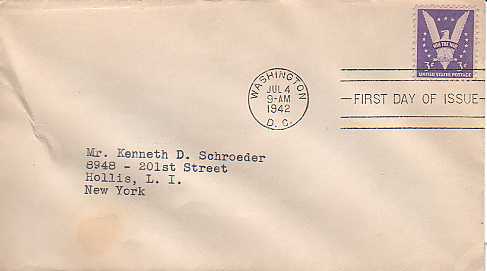 WIN THE WAR
3¢ 3¢
UNITED STATES POSTAGE
WASHINGTON
JUL 4
9-AM
1942
D. C.
FIRST DAY OF ISSUE
Mr. Kenneth D. Schroeder
8948 - 201st Street
Hollis, L. I.
New York